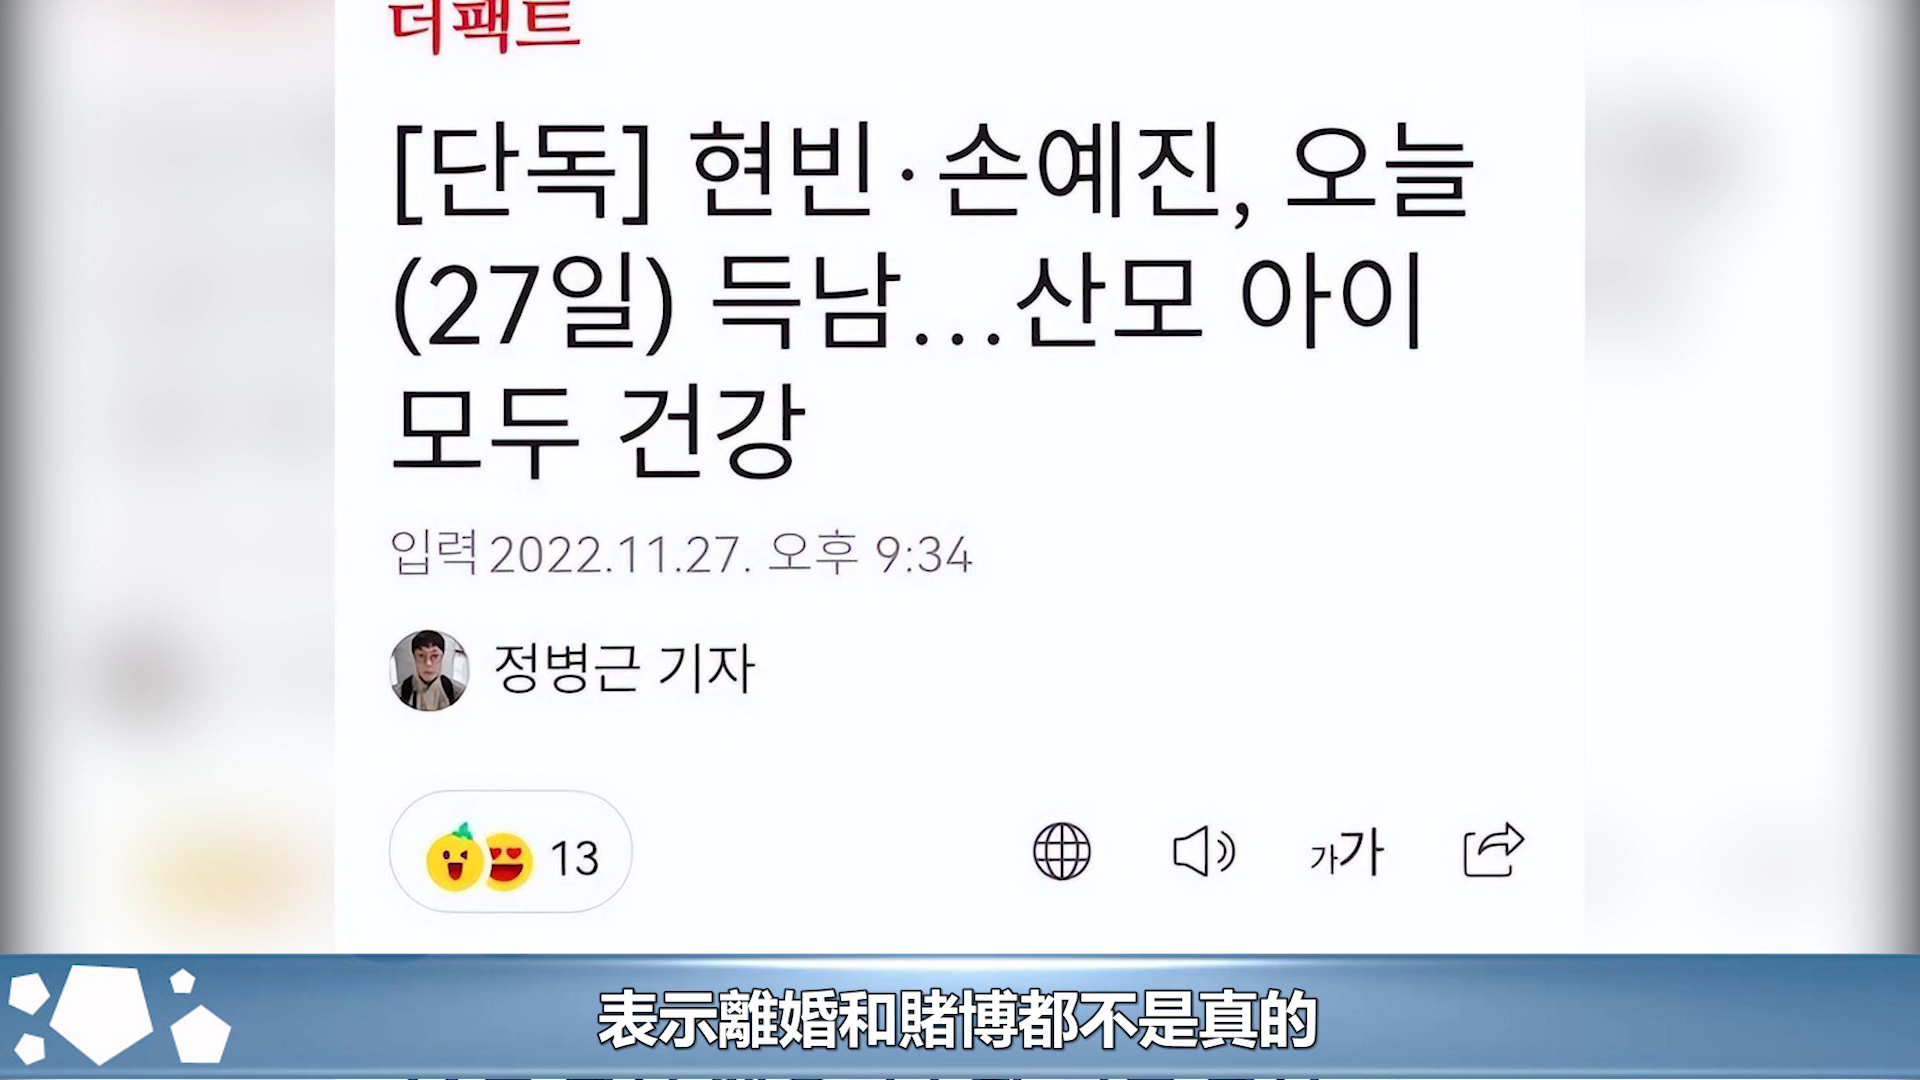 더팩트
[단독] 현빈·손예진, 오늘
(27일) 득남…산모 아이
모두 건강
입력 2022.11.27. 오후 9:34
정병근 기자
13
가가
表示離婚和賭博都不是真的